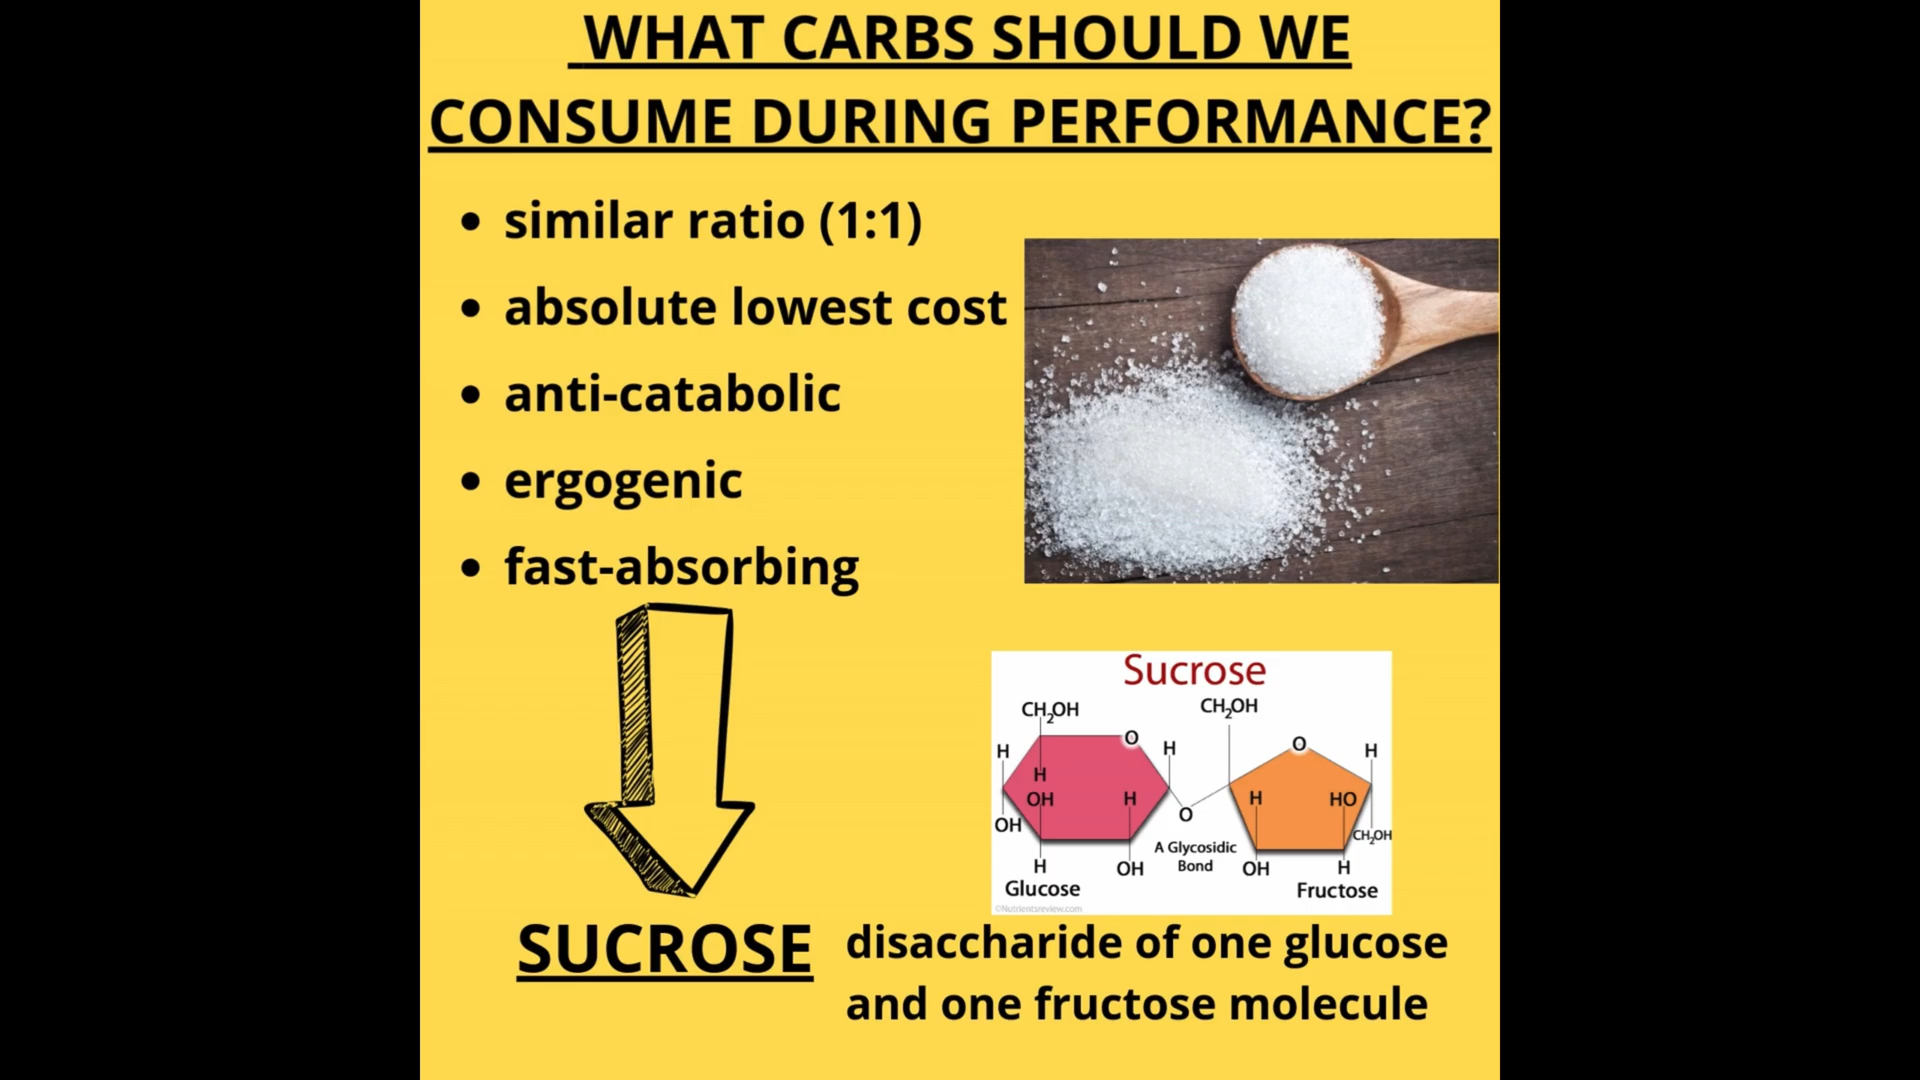 WHAT CARBS SHOULD WE
CONSUME DURING PERFORMANCE?
• similar ratio (1:1)
• absolute lowest cost
• anti-catabolic
• ergogenic
• fast-absorbing
Sucrose
CH2OH
CH2OH
O
H
H
O
H
H
OH
H
H
HO
OH
O
CH2OH
A Glycosidic
Bond
H
OH
OH
H
Glucose
Fructose
©Nutrientsreview.com
SUCROSE
disaccharide of one glucose
and one fructose molecule